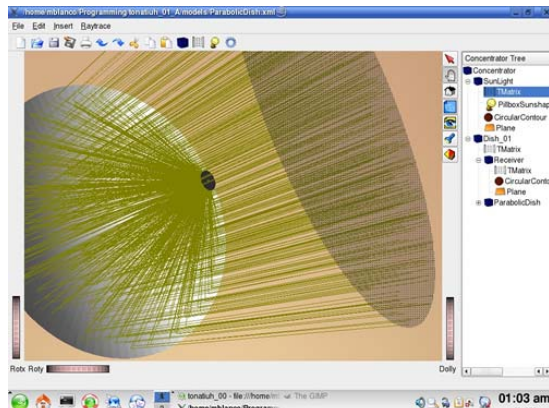 /home/mblanco/Programming/tonatiuh_01_A/models/ParabolicDish.xml
File Edit Insert Raytrace
Concentrator Tree
Concentrator
SunLight
TMatrix
PillboxSunshap
CircularContour
Plane
Dish_01
TMatrix
Receiver
TMatrix
CircularConto
Plane
ParabolicDish
Rotx Roty
Dolly
tonatiuh_00 - file:///home/m
The GIMP
01:03 am
/home/mblanco/Program